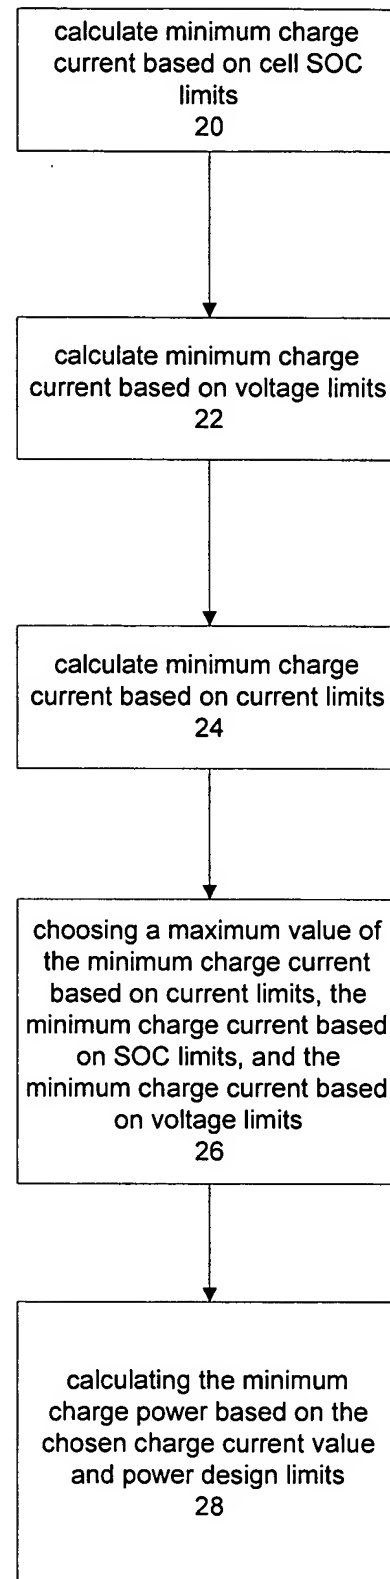 calculate minimum charge
current based on cell SOC
limits
20
calculate minimum charge
current based on voltage limits
22
calculate minimum charge
current based on current limits
24
choosing a maximum value of
the minimum charge current
based on current limits, the
minimum charge current based
on SOC limits, and the
minimum charge current based
on voltage limits
26
calculating the minimum
charge power based on the
chosen charge current value
and power design limits
28